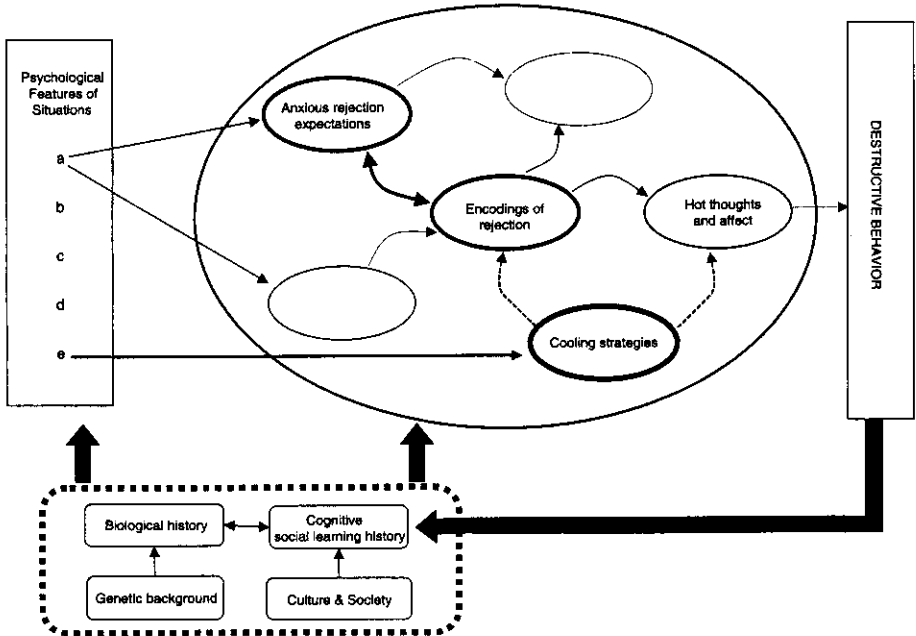 Psychological
Features of
Situations
a
b
c
d
e
Anxious rejection
expectations
Encodings of
rejection
Hot thoughts
and affect
Cooling strategies
DESTRUCTIVE BEHAVIOR
Biological history
Cognitive
social learning history
Genetic background
Culture & Society